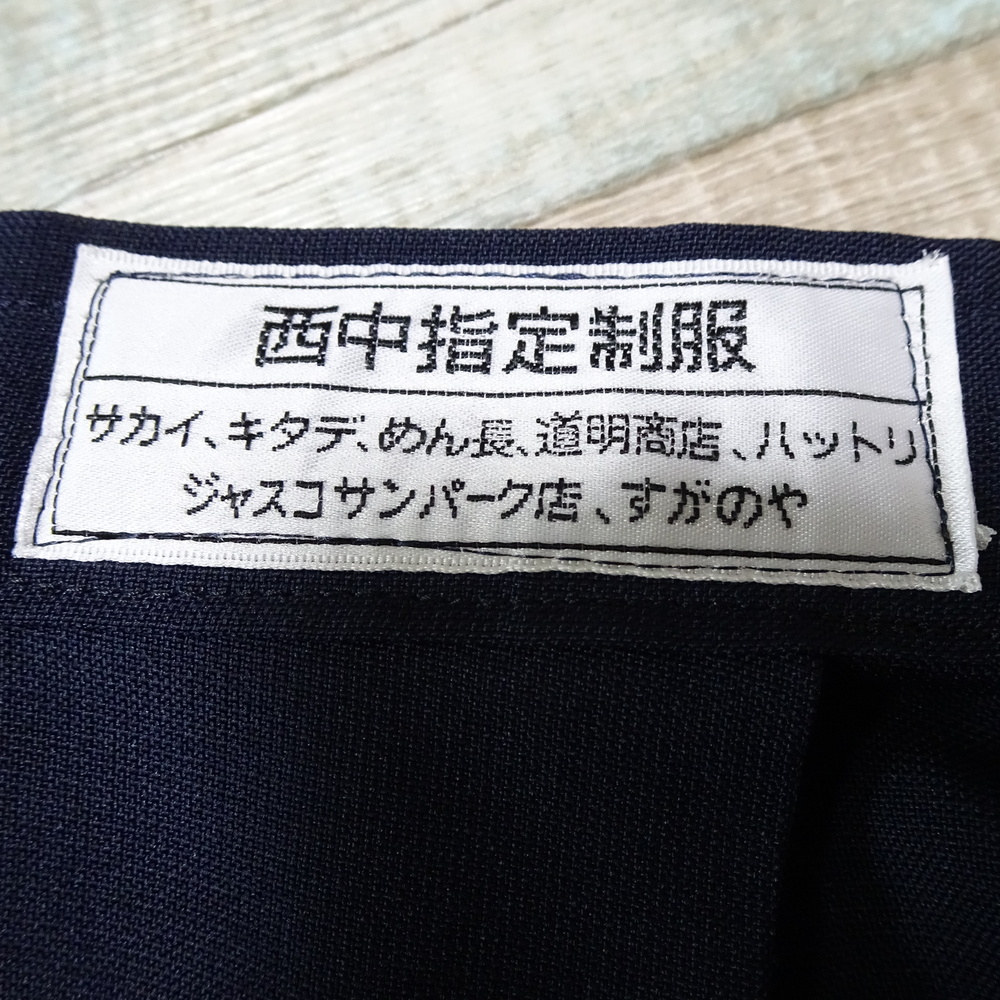 西中指定制服
サカイ、キタデ、めん長、道明商店、ハットリ
ジャスコサンパーク店、すがのや